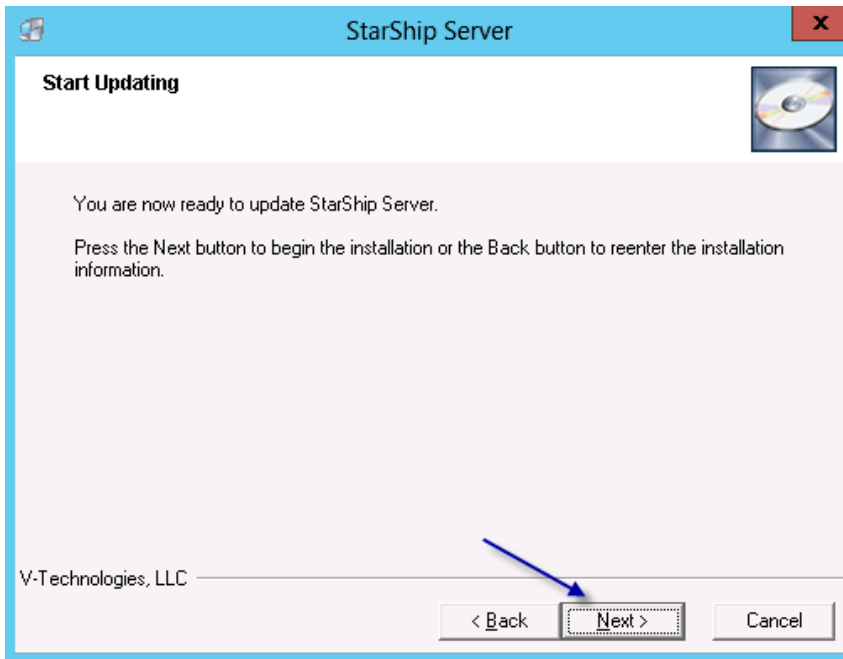 StarShip Server
x
Start Updating
You are now ready to update StarShip Server.
Press the Next button to begin the installation or the Back button to reenter the installation
information.
V-Technologies, LLC
< Back
Next >
Cancel